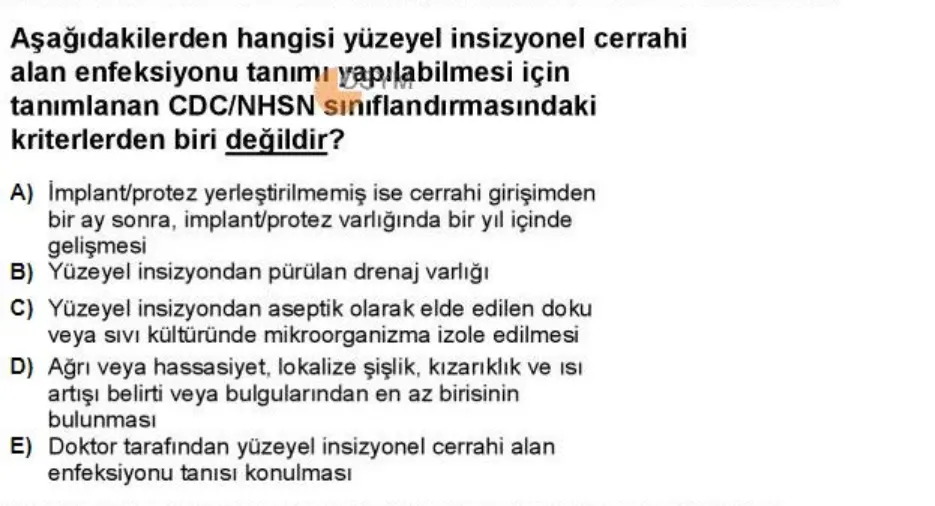 Aşağıdakilerden hangisi yüzeyel insizyonel cerrahi
alan enfeksiyonu tanımı yapılabilmesi için
tanımlanan CDC/NHSN sınıflandırmasındaki
kriterlerden biri değildir?
A) İmplant/protez yerleştirilmemiş ise cerrahi girişimden
bir ay sonra, implant/protez varlığında bir yıl içinde
gelişmesi
B) Yüzeyel insizyondan pürülan drenaj varlığı
C) Yüzeyel insizyondan aseptik olarak elde edilen doku
veya sıvı kültüründe mikroorganizma izole edilmesi
D) Ağrı veya hassasiyet, lokalize şişlik, kızarıklık ve ısı
artışı belirti veya bulgularından en az birisinin
bulunması
E) Doktor tarafından yüzeyel insizyonel cerrahi alan
enfeksiyonu tanısı konulması